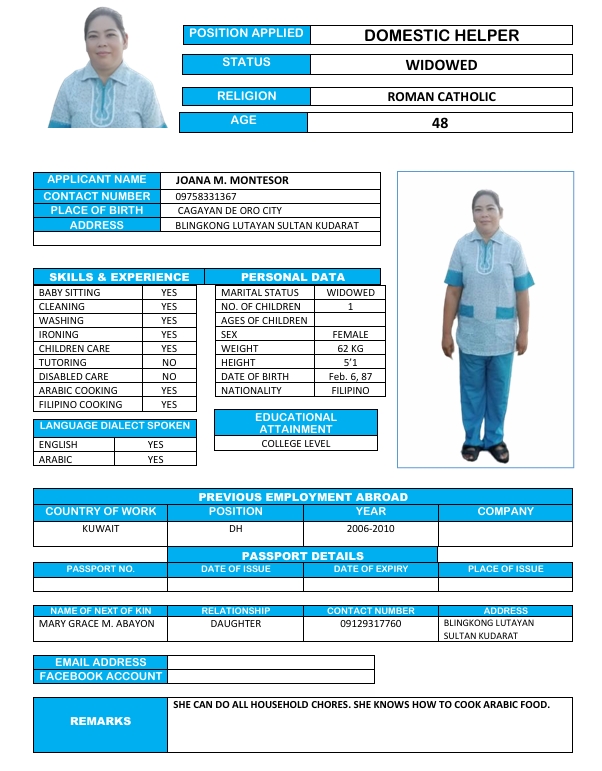 POSITION APPLIED DOMESTIC HELPER
STATUS WIDOWED
RELIGION ROMAN CATHOLIC
AGE 48
APPLICANT NAME JOANA M. MONTESOR
CONTACT NUMBER 09758331367
PLACE OF BIRTH CAGAYAN DE ORO CITY
ADDRESS BLINGKONG LUTAYAN SULTAN KUDARAT
SKILLS & EXPERIENCE PERSONAL DATA
BABY SITTING YES MARITAL STATUS WIDOWED
CLEANING YES NO. OF CHILDREN 1
WASHING YES AGES OF CHILDREN
IRONING YES SEX FEMALE
CHILDREN CARE YES WEIGHT 62 KG
TUTORING NO HEIGHT 5'1
DISABLED CARE NO DATE OF BIRTH Feb. 6, 87
ARABIC COOKING YES NATIONALITY FILIPINO
FILIPINO COOKING YES
LANGUAGE DIALECT SPOKEN
ENGLISH YES
ARABIC YES
EDUCATIONAL
ATTAINMENT
COLLEGE LEVEL
PREVIOUS EMPLOYMENT ABROAD
COUNTRY OF WORK POSITION YEAR COMPANY
KUWAIT DH 2006-2010
PASSPORT DETAILS
PASSPORT NO. DATE OF ISSUE DATE OF EXPIRY PLACE OF ISSUE
NAME OF NEXT OF KIN RELATIONSHIP CONTACT NUMBER ADDRESS
MARY GRACE M. ABAYON DAUGHTER 09129317760 BLINGKONG LUTAYAN
SULTAN KUDARAT
EMAIL ADDRESS
FACEBOOK ACCOUNT
REMARKS SHE CAN DO ALL HOUSEHOLD CHORES. SHE KNOWS HOW TO COOK ARABIC FOOD.